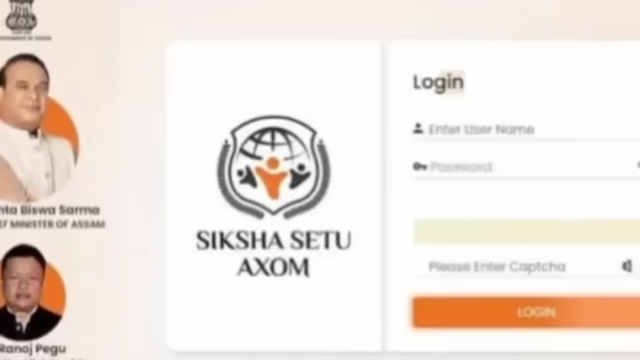 nta Biswa Sarma
EF MINISTER OF ASSAM
Ranoj Pegu
SIKSHA SETU
AXOM
Login
Enter User Name
Password
Please Enter Captcha
LOGIN